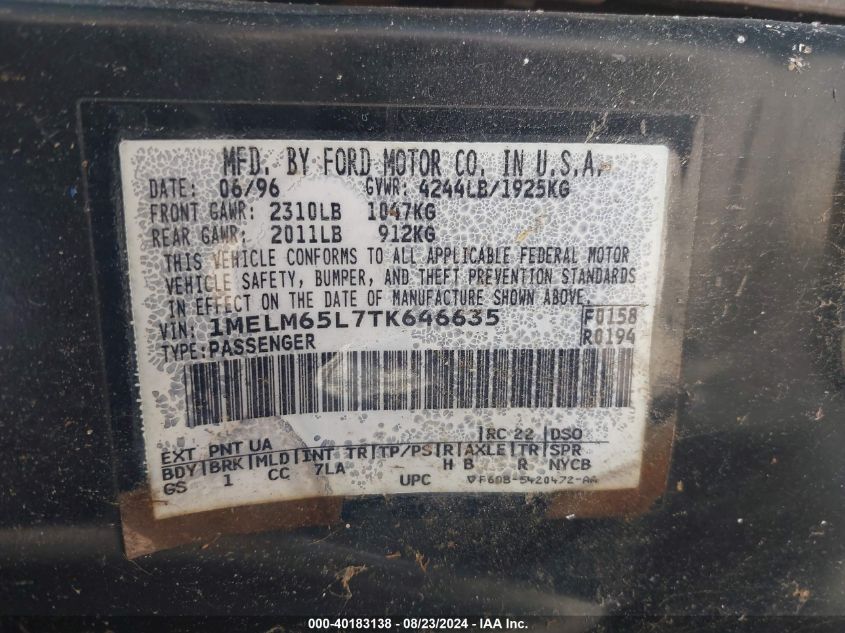 MFD. BY FORD MOTOR CO. IN U.S.A.
DATE: 06/96 GVWR: 4244LB/1925KG
FRONT GAWR: 2310LB 1047KG
REAR GAWR: 2011LB 912KG
THIS VEHICLE CONFORMS TO ALL APPLICABLE FEDERAL MOTOR
VEHICLE SAFETY, BUMPER, AND THEFT PREVENTION STANDARDS
IN EFFECT ON THE DATE OF MANUFACTURE SHOWN ABOVE.
VIN: 1MELM65L7TK646635 F0158
TYPE: PASSENGER R0194
EXT PNT UA RC 22 DSO
BDY BRK MLD INT TR TP/PS R AXLE TR SPR
GS 1 CC 7LA H B R NYCB
UPC F60B-5420472-AA
000-40183138 - 08/23/2024 - IAA Inc.